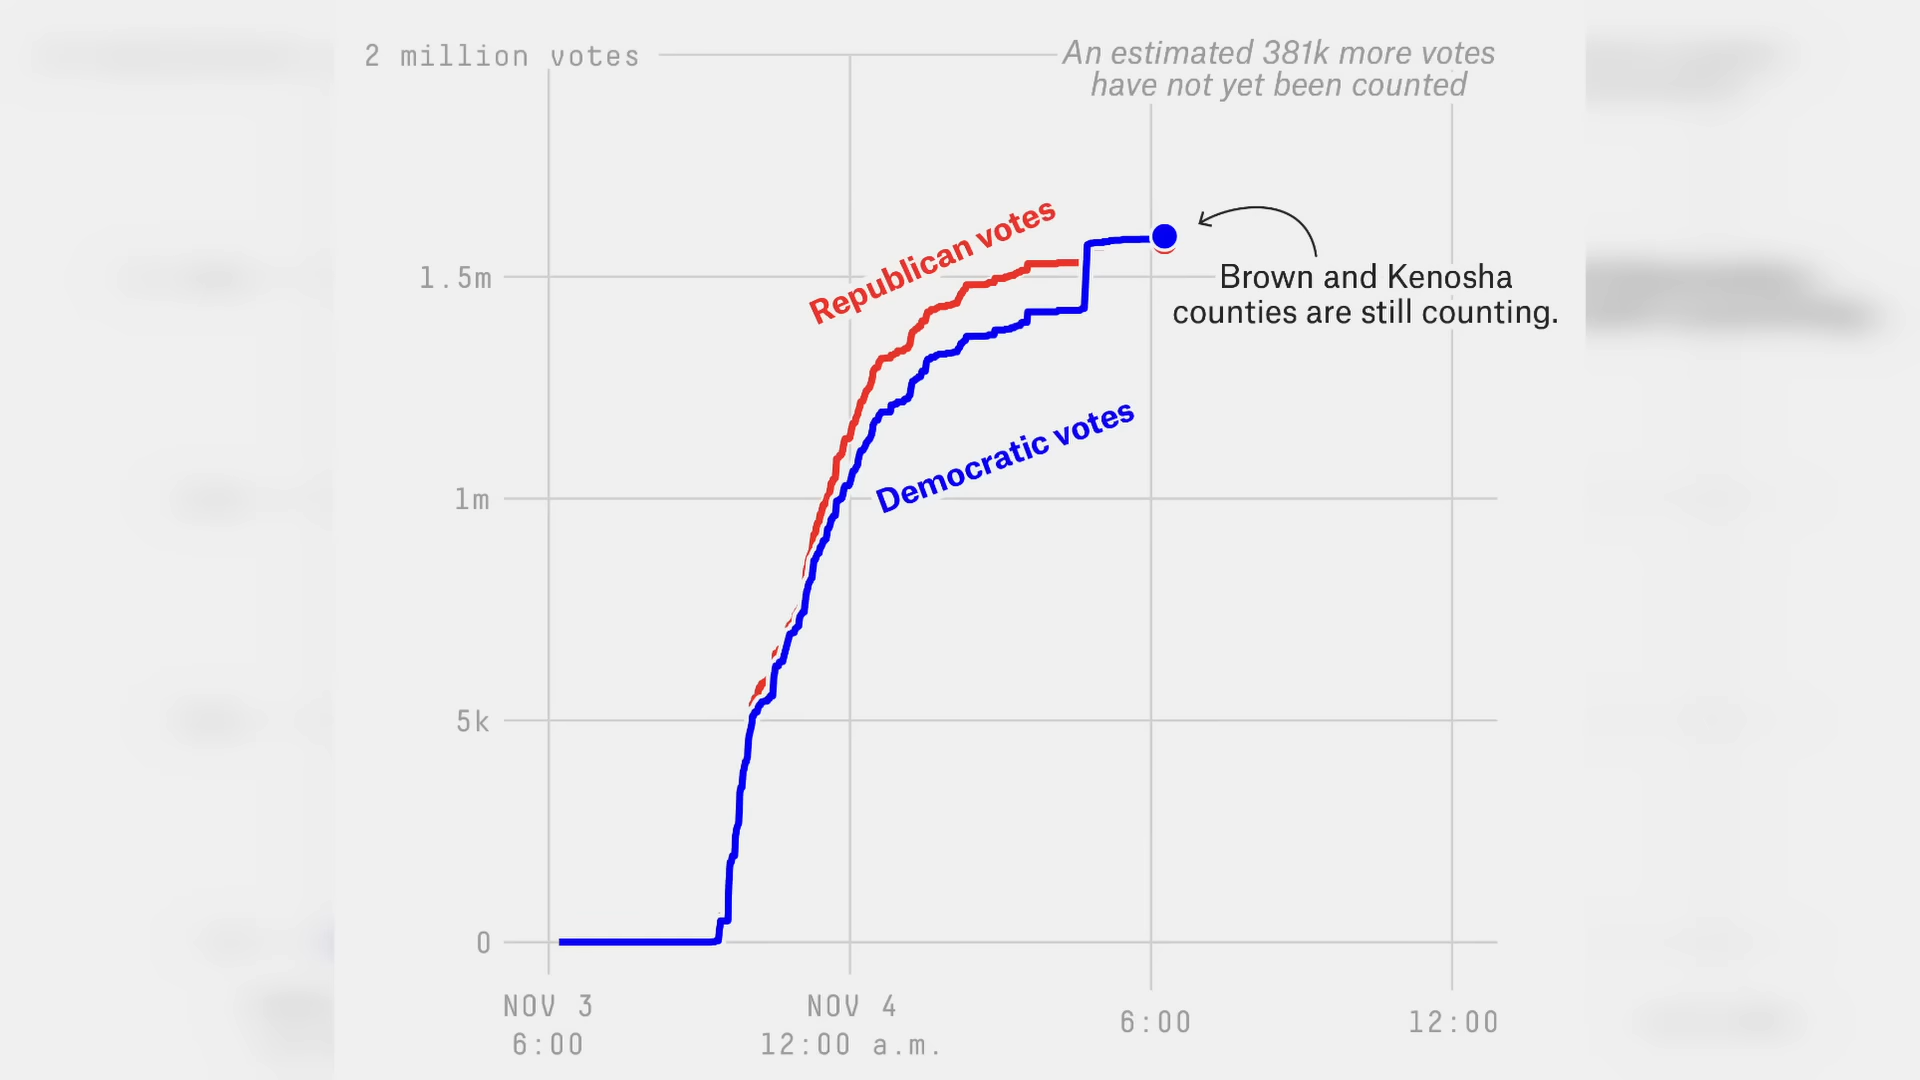 2 million votes
An estimated 381k more votes
have not yet been counted
Republican votes
1.5m
Brown and Kenosha
counties are still counting.
Democratic votes
1m
5k
0
NOV 3
6:00
NOV 4
12:00 a.m.
6:00
12:00